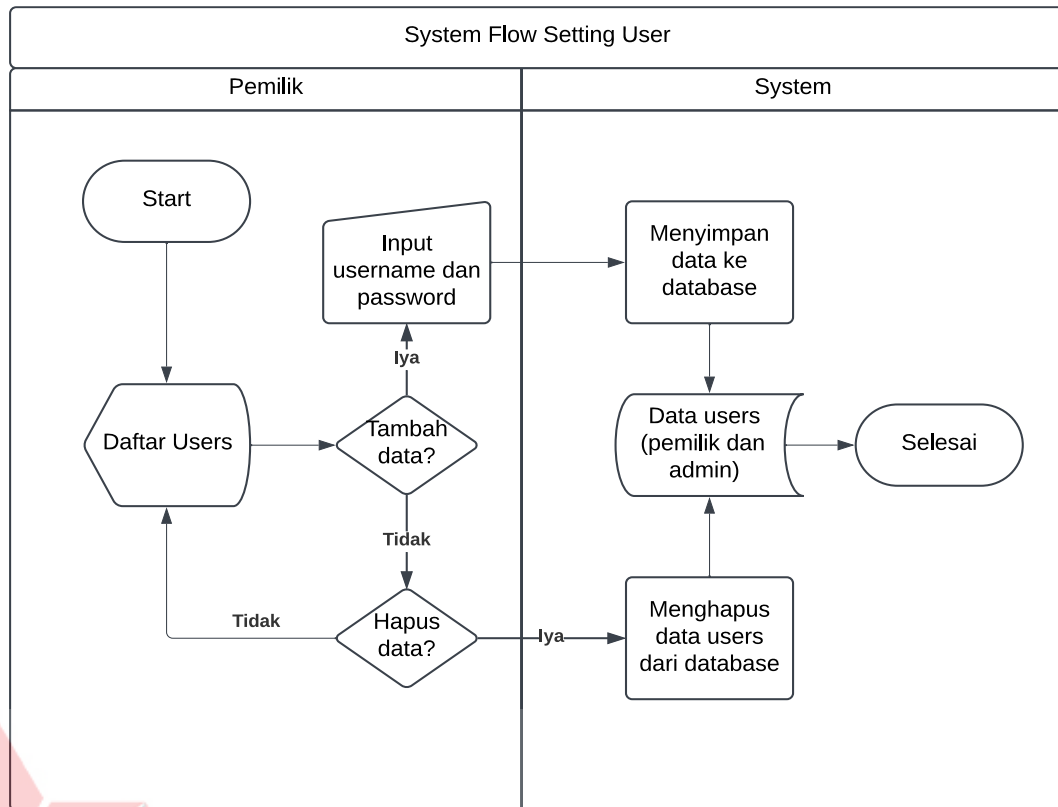 System Flow Setting User
Pemilik
System
Start
Input
username dan
password
Menyimpan
data ke
database
Iya
Daftar Users
Tambah
data?
Data users
(pemilik dan
admin)
Selesai
Tidak
Tidak
Hapus
data?
Iya
Menghapus
data users
dari database